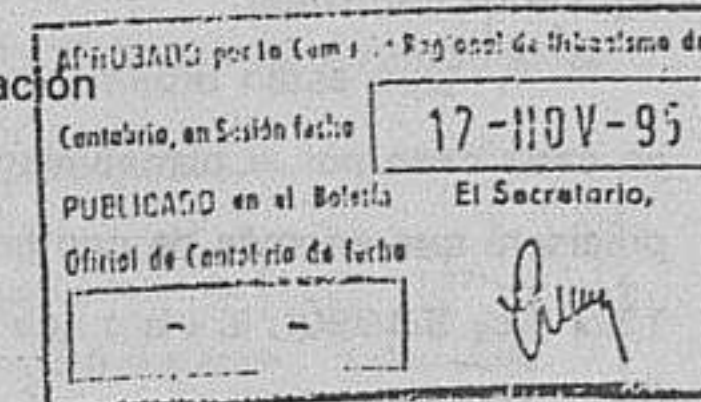 APROBADO por la Com Regional de Urbanismo de
ación
Cantabria, en Sesión fecha 17-NOV-95
PUBLICADO en el Boletín El Secretario,
Oficial de Cantabria de fecha
- -